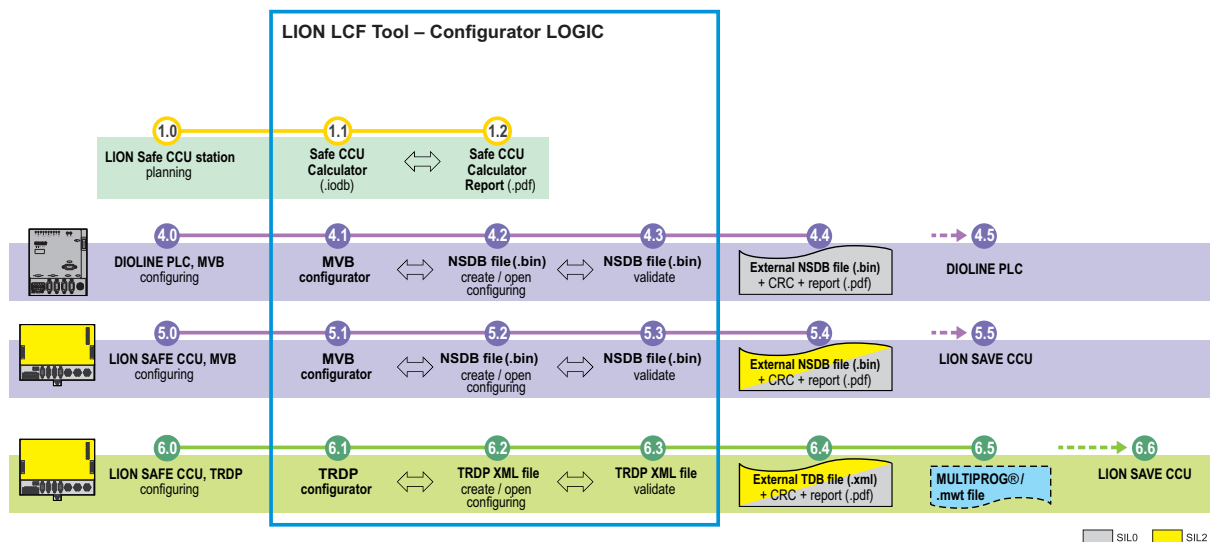 LION LCF Tool – Configurator LOGIC
1.0
1.1
1.2
LION Safe CCU station
planning
Safe CCU
Calculator
(.iodb)
Safe CCU
Calculator
Report (.pdf)
4.0
4.1
4.2
4.3
4.4
4.5
DIOLINE PLC, MVB
configuring
MVB
configurator
NSDB file (.bin)
create / open
configuring
NSDB file (.bin)
validate
External NSDB file (.bin)
+ CRC + report (.pdf)
DIOLINE PLC
5.0
5.1
5.2
5.3
5.4
5.5
LION SAFE CCU, MVB
configuring
MVB
configurator
NSDB file (.bin)
create / open
configuring
NSDB file (.bin)
validate
External NSDB file (.bin)
+ CRC + report (.pdf)
LION SAVE CCU
6.0
6.1
6.2
6.3
6.4
6.5
6.6
LION SAFE CCU, TRDP
configuring
TRDP
configurator
TRDP XML file
create / open
configuring
TRDP XML file
validate
External TDB file (.xml)
+ CRC + report (.pdf)
MULTIPROG® /
.mwt file
LION SAVE CCU
SIL0
SIL2